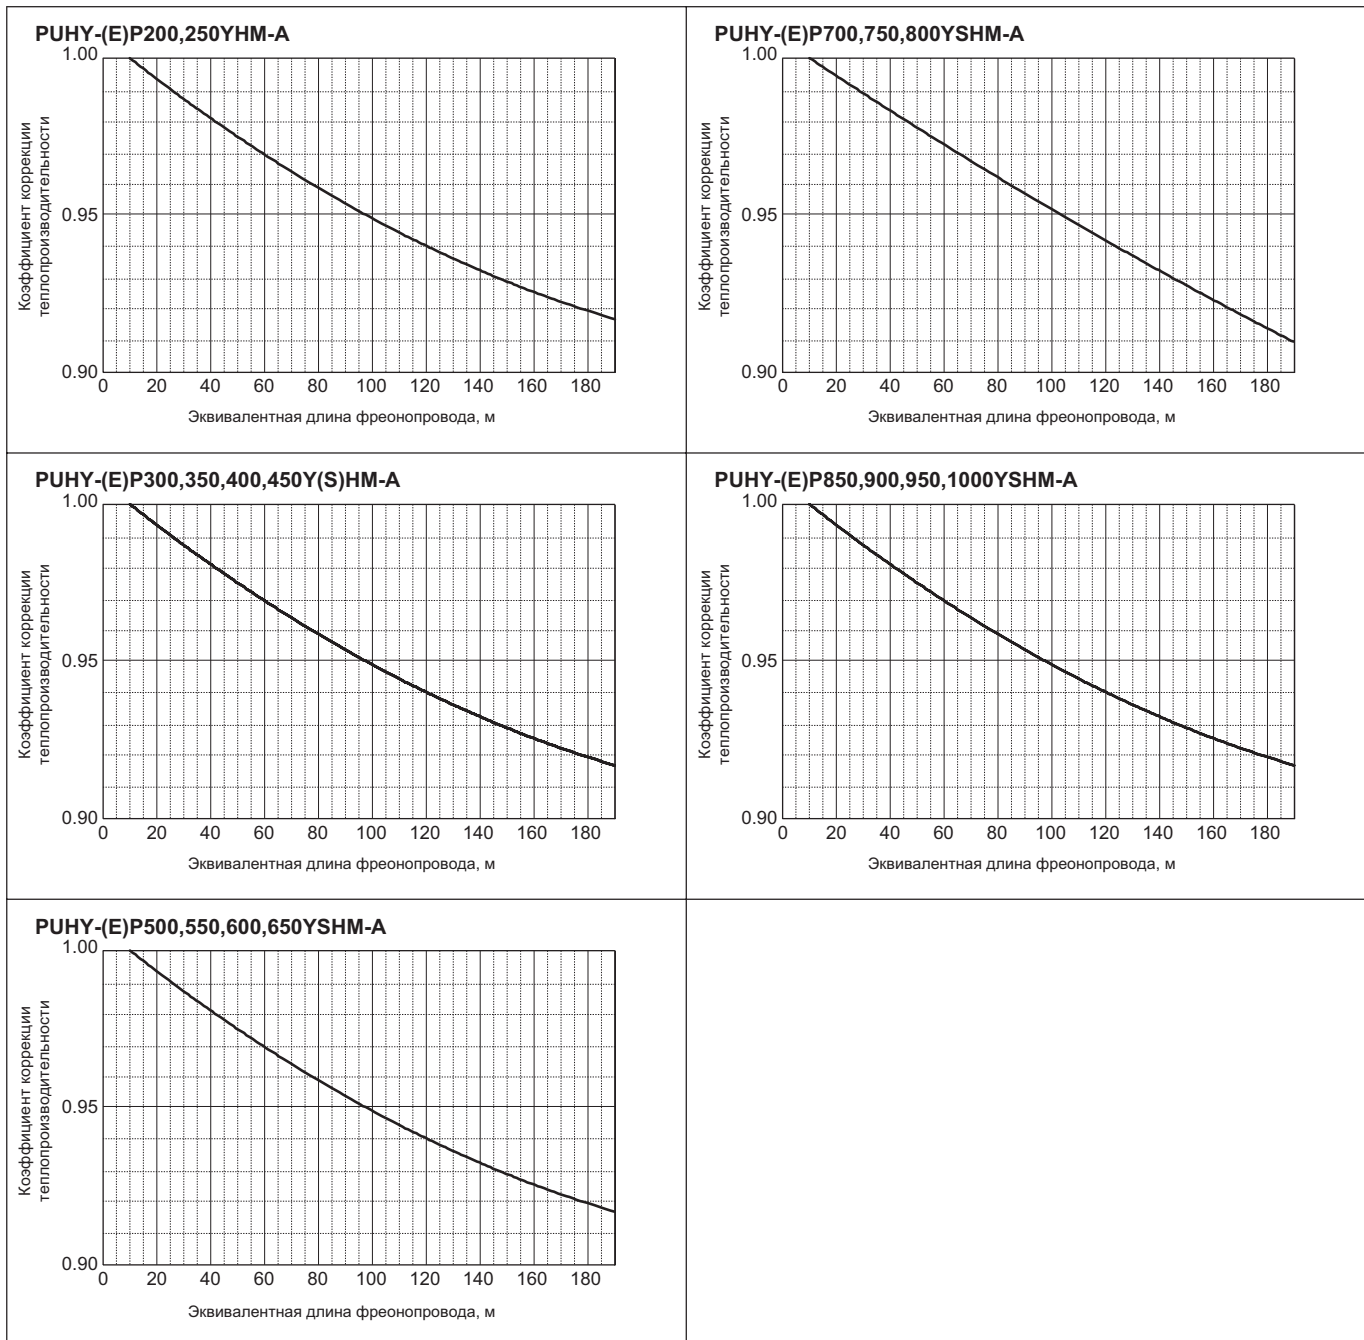 PUHY-(E)P200,250YHM-A
1.00
0.95
0.90
Коэффициент коррекции
теплопроизводительности
0 20 40 60 80 100 120 140 160 180
Эквивалентная длина фреонопровода, м
PUHY-(E)P700,750,800YSHM-A
1.00
0.95
0.90
Коэффициент коррекции
теплопроизводительности
0 20 40 60 80 100 120 140 160 180
Эквивалентная длина фреонопровода, м
PUHY-(E)P300,350,400,450Y(S)HM-A
1.00
0.95
0.90
Коэффициент коррекции
теплопроизводительности
0 20 40 60 80 100 120 140 160 180
Эквивалентная длина фреонопровода, м
PUHY-(E)P850,900,950,1000YSHM-A
1.00
0.95
0.90
Коэффициент коррекции
теплопроизводительности
0 20 40 60 80 100 120 140 160 180
Эквивалентная длина фреонопровода, м
PUHY-(E)P500,550,600,650YSHM-A
1.00
0.95
0.90
Коэффициент коррекции
теплопроизводительности
0 20 40 60 80 100 120 140 160 180
Эквивалентная длина фреонопровода, м